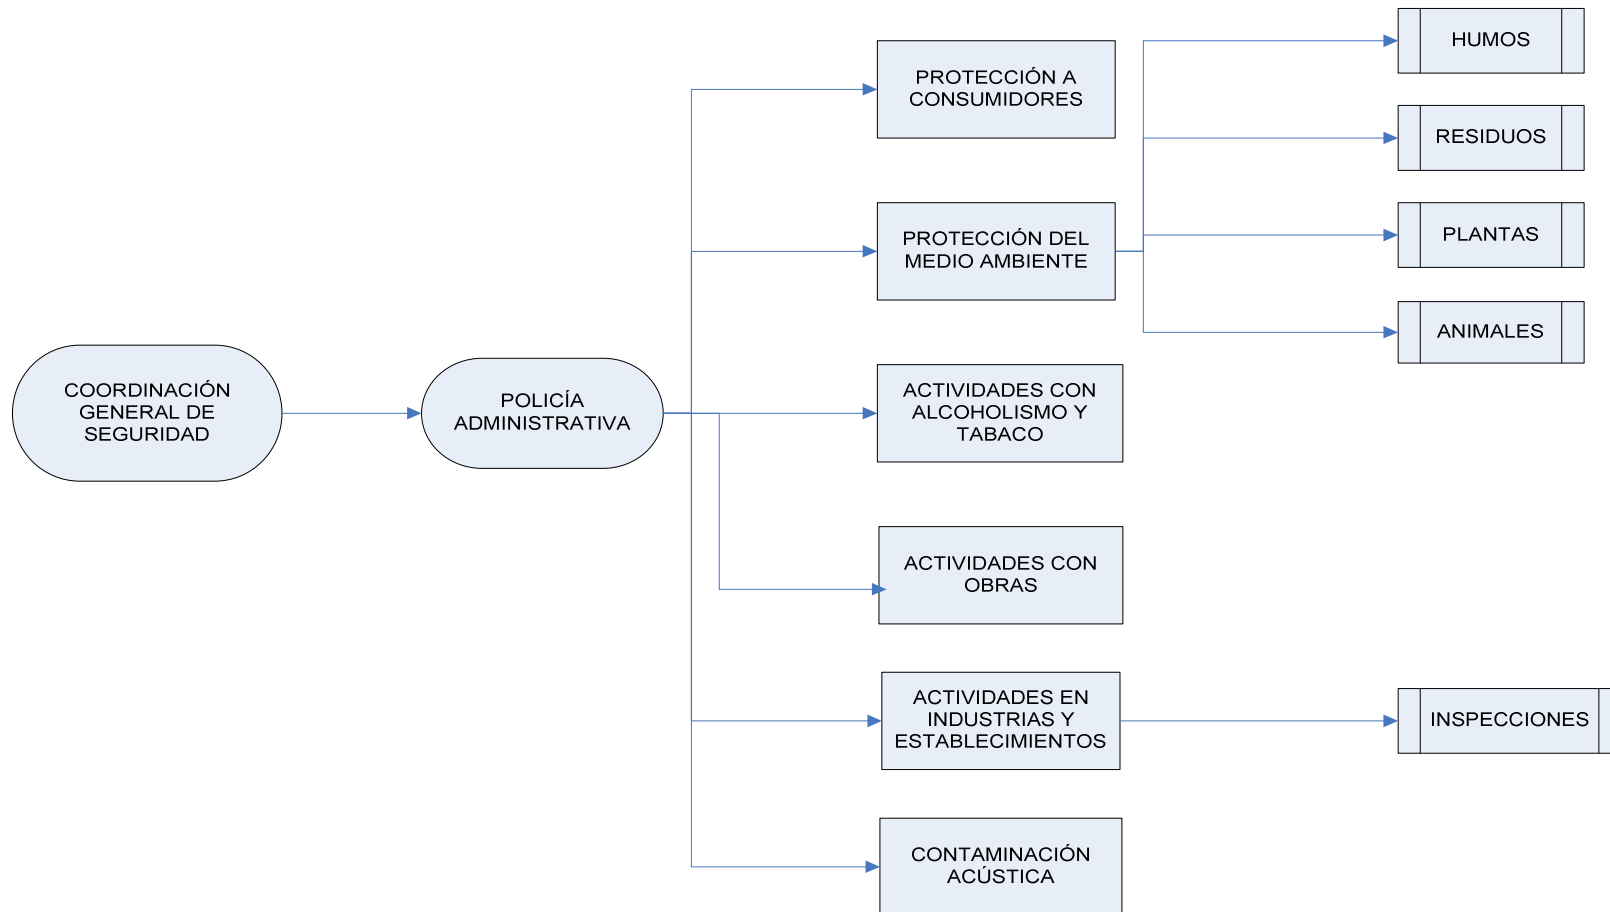 COORDINACIÓN
GENERAL DE
SEGURIDAD
POLICÍA
ADMINISTRATIVA
PROTECCIÓN A
CONSUMIDORES
PROTECCIÓN DEL
MEDIO AMBIENTE
HUMOS
RESIDUOS
PLANTAS
ANIMALES
ACTIVIDADES CON
ALCOHOLISMO Y
TABACO
ACTIVIDADES CON
OBRAS
ACTIVIDADES EN
INDUSTRIAS Y
ESTABLECIMIENTOS
INSPECCIONES
CONTAMINACIÓN
ACÚSTICA